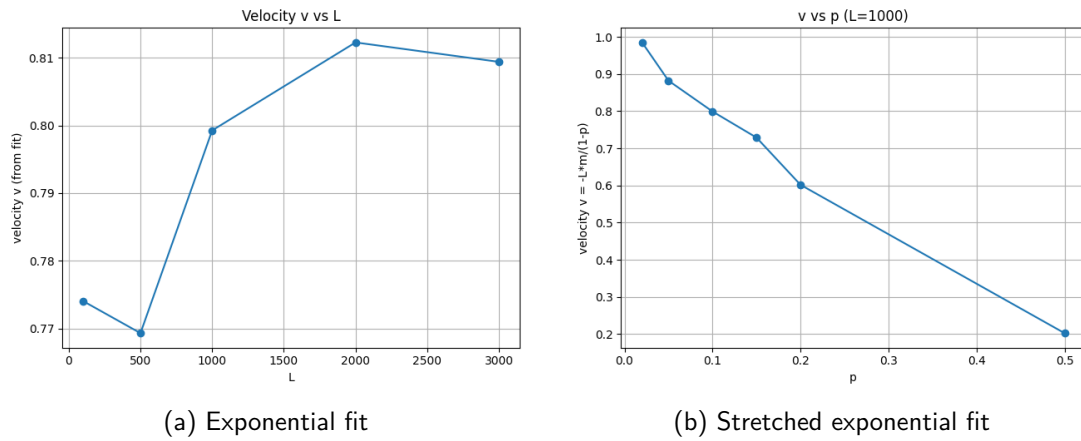 Velocity v vs L
velocity v (from fit)
0.81
0.80
0.79
0.78
0.77
0 500 1000 1500 2000 2500 3000
L
(a) Exponential fit
v vs p (L=1000)
velocity v = -L*m/(1-p)
1.0
0.9
0.8
0.7
0.6
0.5
0.4
0.3
0.2
0.0 0.1 0.2 0.3 0.4 0.5
p
(b) Stretched exponential fit